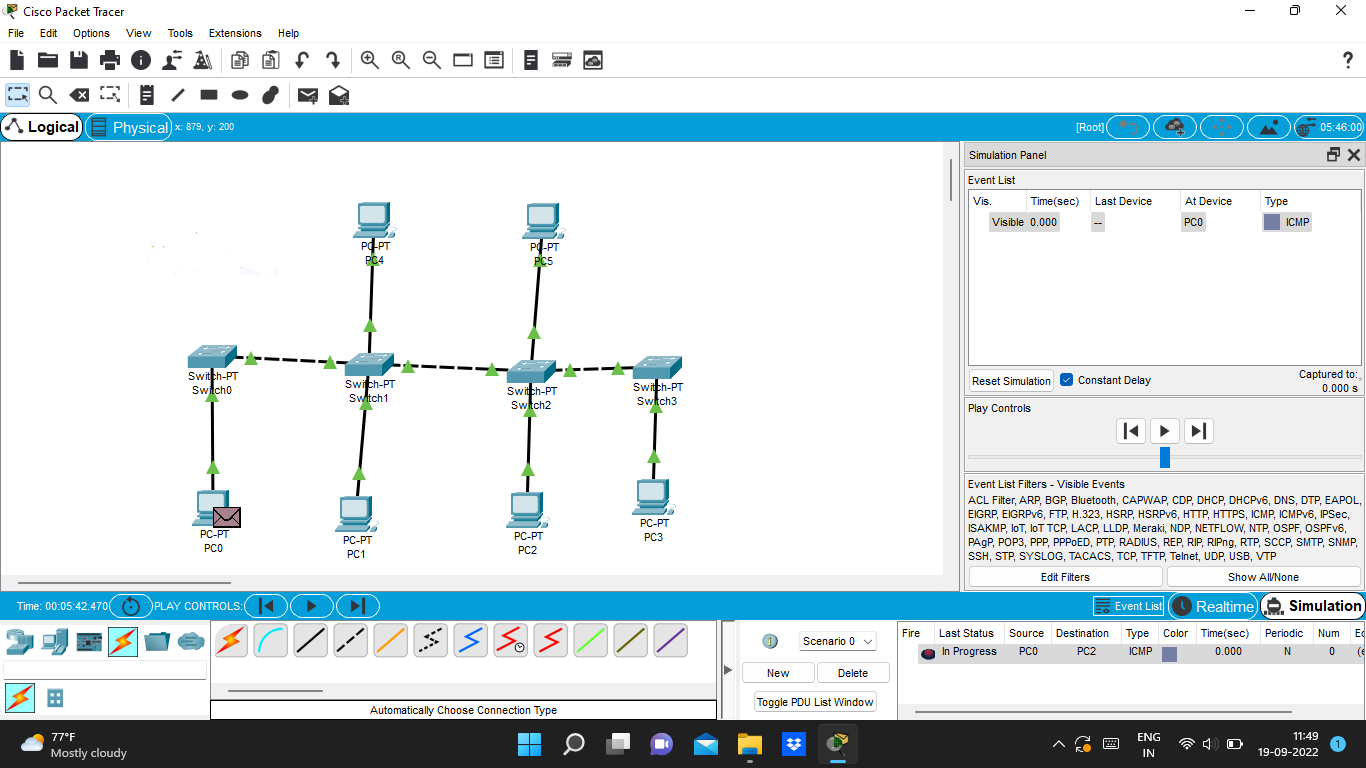 Cisco Packet Tracer
File Edit Options View Tools Extensions Help
Logical Physical x: 879, y: 200 [Root] 05:46:00
PC-PT
PC4
PC-PT
PC5
Switch-PT
Switch0
Switch-PT
Switch1
Switch-PT
Switch2
Switch-PT
Switch3
PC-PT
PC0
PC-PT
PC1
PC-PT
PC2
PC-PT
PC3
Simulation Panel
Event List
Vis. Time(sec) Last Device At Device Type
Visible 0.000 -- PC0 ICMP
Reset Simulation Constant Delay Captured to:
0.000 s
Play Controls
Event List Filters - Visible Events
ACL Filter, ARP, BGP, Bluetooth, CAPWAP, CDP, DHCP, DHCPv6, DNS, DTP, EAPOL,
EIGRP, EIGRPv6, FTP, H.323, HSRP, HSRPv6, HTTP, HTTPS, ICMP, ICMPv6, IPSec,
ISAKMP, IoT, IoT TCP, LACP, LLDP, Meraki, NDP, NETFLOW, NTP, OSPF, OSPFv6,
PAgP, POP3, PPP, PPPoED, PTP, RADIUS, REP, RIP, RIPng, RTP, SCCP, SMTP, SNMP,
SSH, STP, SYSLOG, TACACS, TCP, TFTP, Telnet, UDP, USB, VTP
Edit Filters Show All/None
Time: 00:05:42.470 PLAY CONTROLS: Event List Realtime Simulation
Automatically Choose Connection Type
Scenario 0
New Delete
Toggle PDU List Window
Fire Last Status Source Destination Type Color Time(sec) Periodic Num Ec
In Progress PC0 PC2 ICMP 0.000 N 0 (e
77°F
Mostly cloudy
ENG
IN
11:49
19-09-2022
1